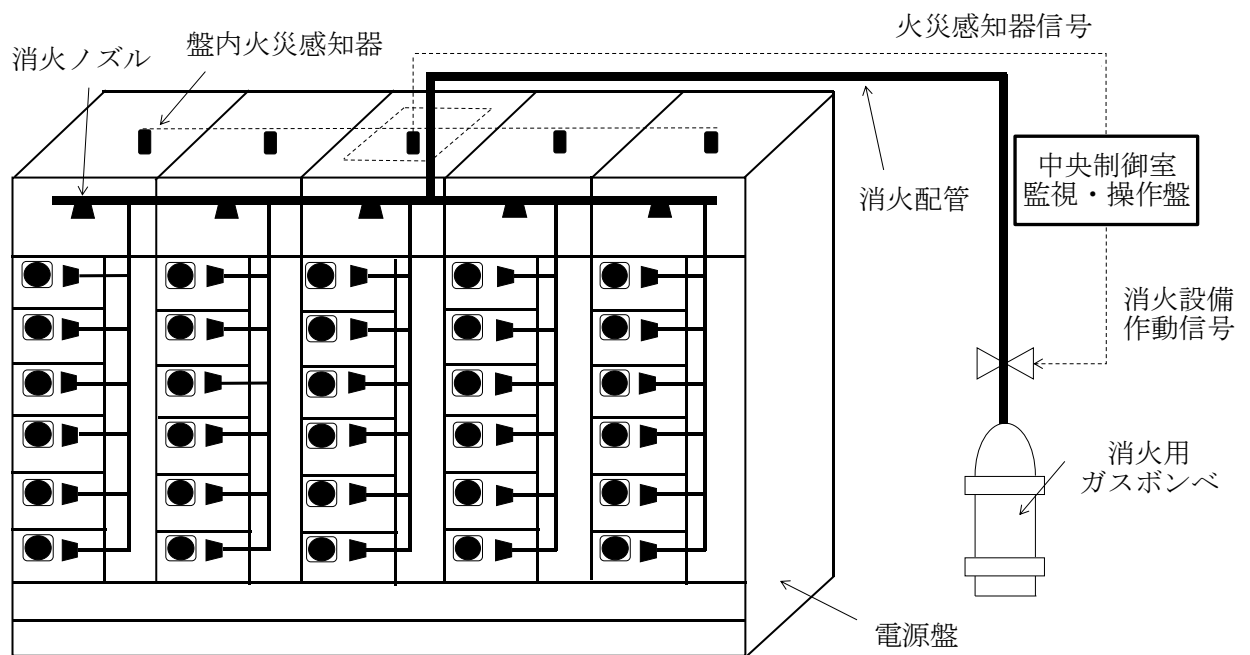 火災感知器信号
盤内火災感知器
消火ノズル
中央制御室
監視・操作盤
消火配管
消火設備
作動信号
消火用
ガスボンベ
電源盤